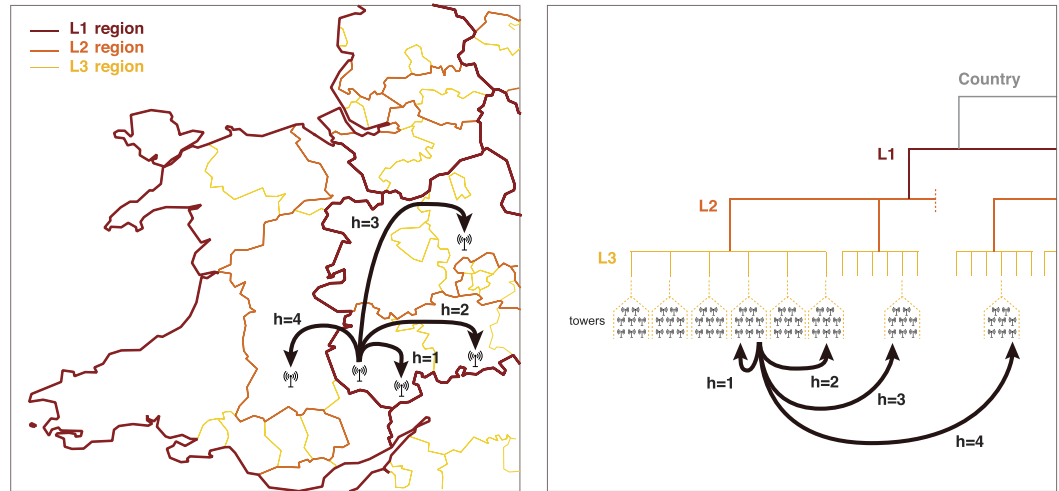 L1 region
L2 region
L3 region
h=3
h=2
h=4
h=1
Country
L1
L2
L3
towers
h=1
h=2
h=3
h=4